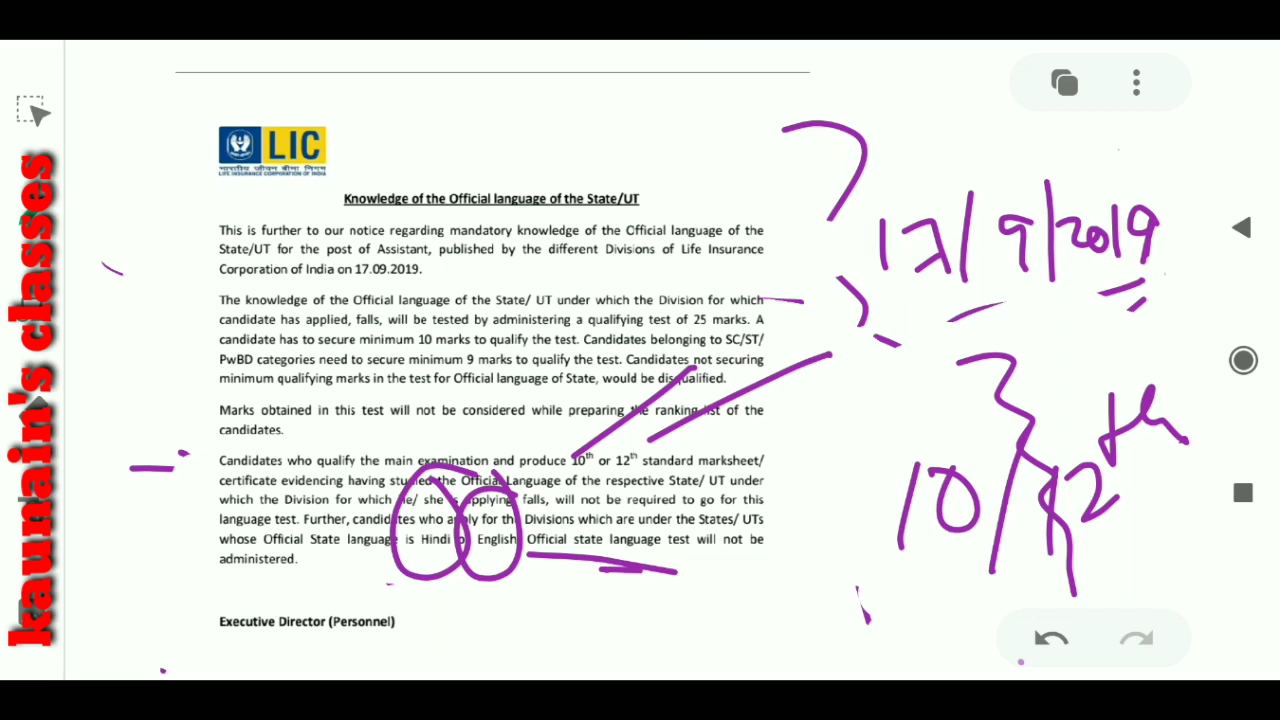 kaunain's classes
LIC
भारतीय जीवन बीमा निगम
LIFE INSURANCE CORPORATION OF INDIA
Knowledge of the Official language of the State/UT
This is further to our notice regarding mandatory knowledge of the Official language of the
State/UT for the post of Assistant, published by the different Divisions of Life Insurance
Corporation of India on 17.09.2019.
The knowledge of the Official language of the State/ UT under which the Division for which
candidate has applied, falls, will be tested by administering a qualifying test of 25 marks. A
candidate has to secure minimum 10 marks to qualify the test. Candidates belonging to SC/ST/
PwBD categories need to secure minimum 9 marks to qualify the test. Candidates not securing
minimum qualifying marks in the test for Official language of State, would be disqualified.
Marks obtained in this test will not be considered while preparing the ranking list of the
candidates.
Candidates who qualify the main examination and produce 10th or 12th standard marksheet/
certificate evidencing having studied the Official Language of the respective State/ UT under
which the Division for which he/ she is applying falls, will not be required to go for this
language test. Further, candidates who apply for the Divisions which are under the States/ UTs
whose Official State language is Hindi or English Official state language test will not be
administered.
Executive Director (Personnel)
17/9/2019
10/12th